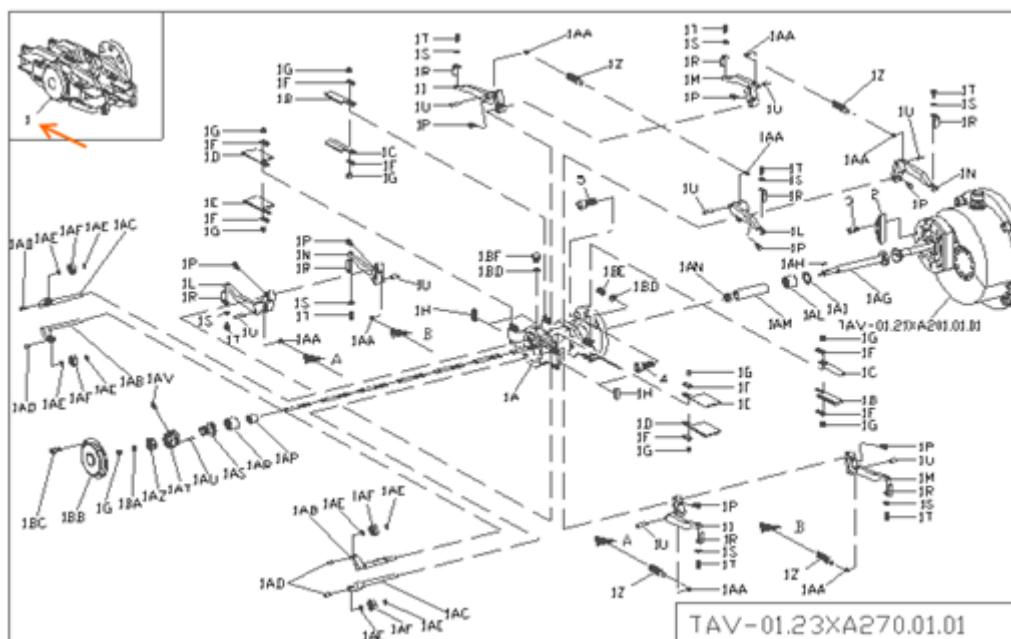 1
1T
1S
1R
1I
1U
1P
1AA
1Z
1T
1S
1R
1M
1P
1AA
1U
1Z
1T
1S
1R
1U
1AA
1N
1P
1G
1F
1B
1C
1F
1G
1G
1F
1D
1E
1F
1G
1AA
1T
1S
1R
1U
1L
1P
5
2
3
1AB
1AE
1AF
1AE
1AC
1P
1N
1R
1P
1L
1R
1U
1S
1T
1S
1U
1T
1AA
A
1AA
B
1H
1BF
1BD
1BE
1BD
1AN
1AM
1AL
1AJ
1AH
1AG
TAV-01.21XA201.01.01
1A
1H
4
1G
1F
1C
1B
1F
1G
1G
1E
1D
1F
1G
1AD
1AE
1AF
1AE
1AB
1AV
1BC
1BB
1G
1BA
1AZ
1AT
1AU
1AS
1AQ
1AP
1AB
1AE
1AF
1AE
1AD
1AC
1AF
1AE
1P
1I
1R
1S
1T
1U
A
1Z
1AA
1P
1U
1M
1R
1S
1T
B
1Z
1AA
TAV-01.23XA270.01.01